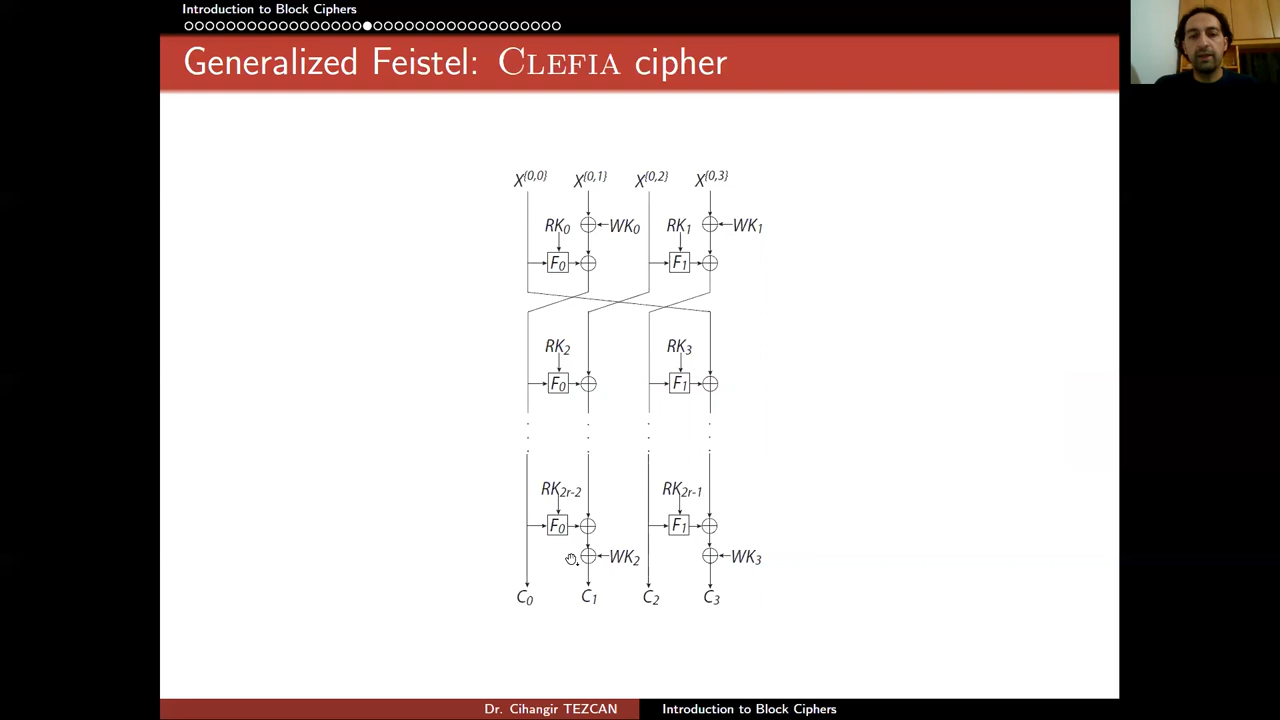 Introduction to Block Ciphers
Generalized Feistel: CLEFIA cipher
X{0,0} X{0,1} X{0,2} X{0,3}
RK0 WK0 RK1 WK1
F0 F1
RK2 RK3
F0 F1
RK2r-2 RK2r-1
F0 F1
WK2 WK3
C0 C1 C2 C3
Dr. Cihangir TEZCAN Introduction to Block Ciphers